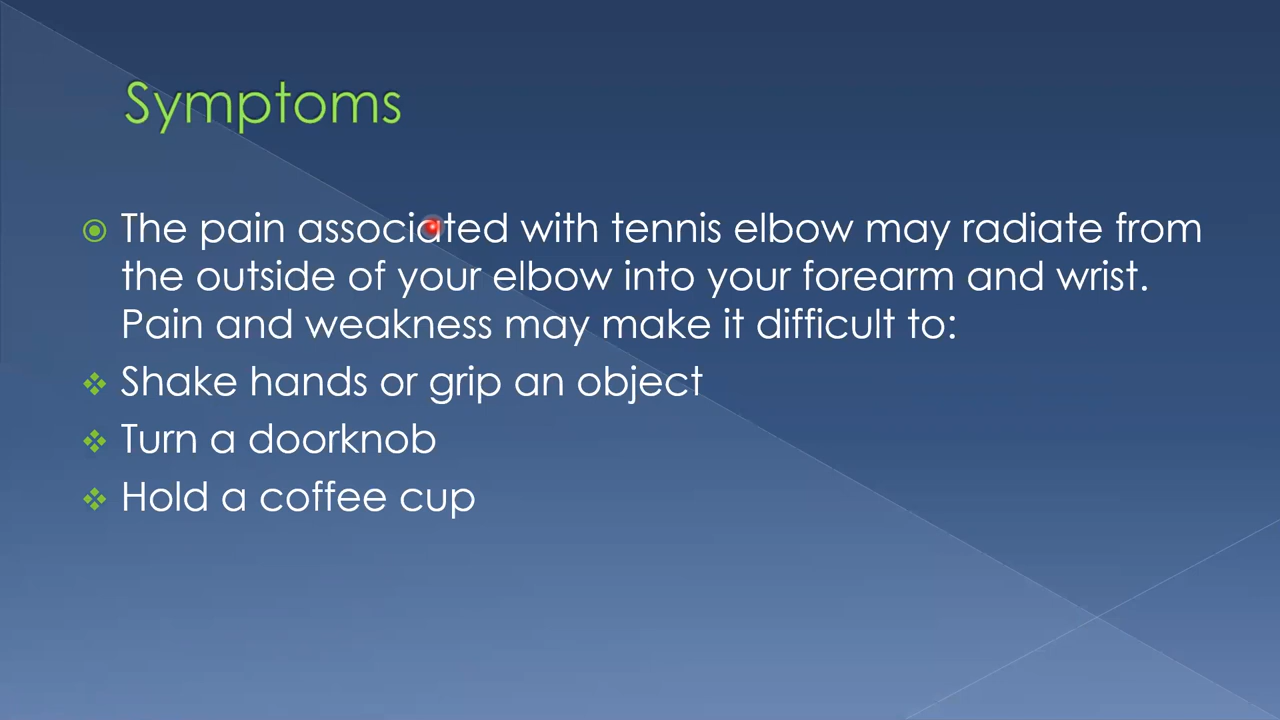 Symptoms
The pain associated with tennis elbow may radiate from
the outside of your elbow into your forearm and wrist.
Pain and weakness may make it difficult to:
Shake hands or grip an object
Turn a doorknob
Hold a coffee cup